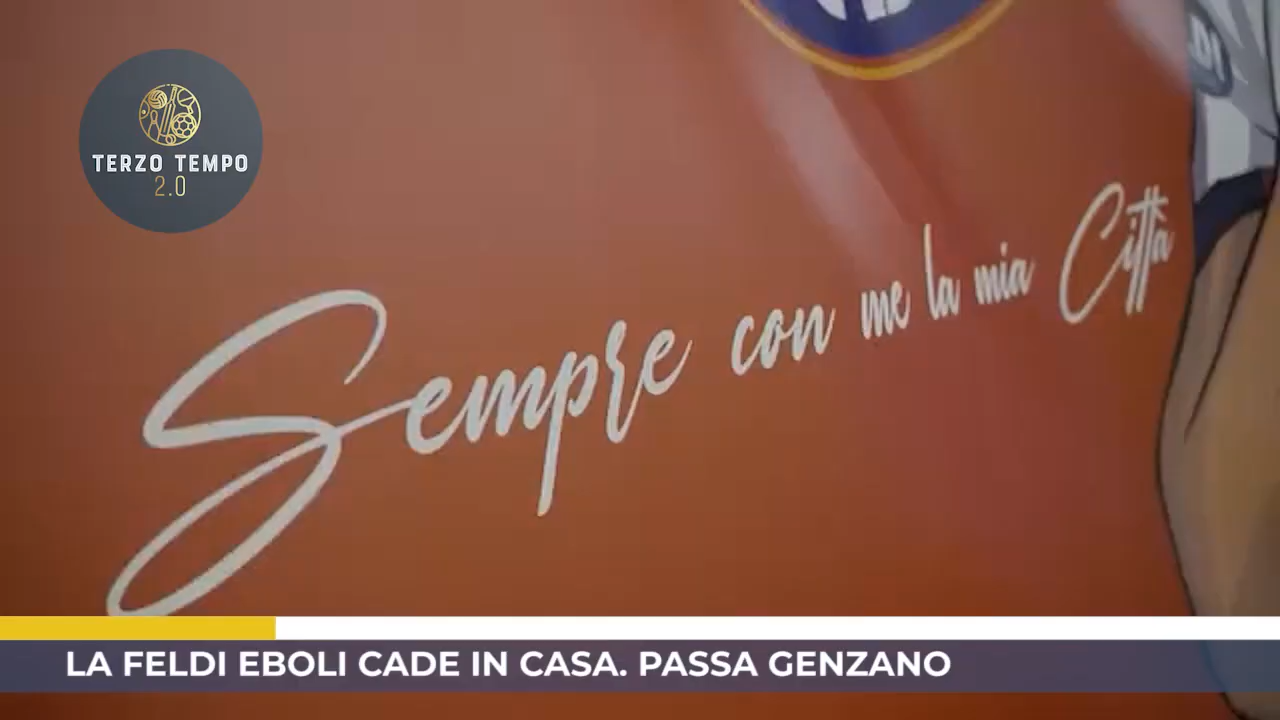 TERZO TEMPO
2.0
Sempre con me la mia Città
LA FELDI EBOLI CADE IN CASA. PASSA GENZANO